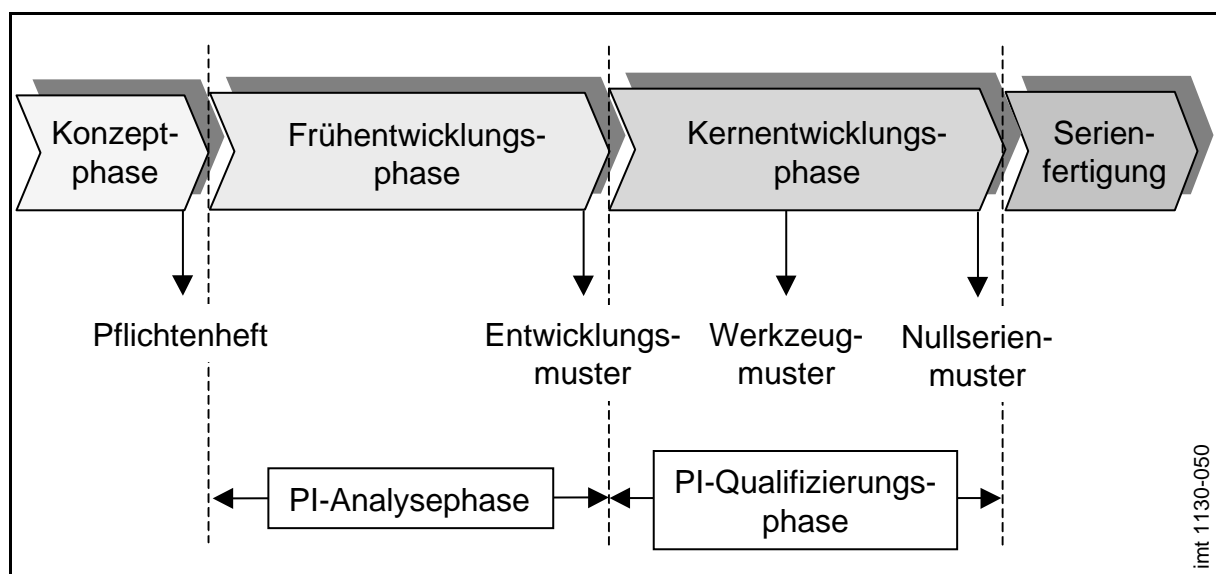 Konzept-
phase
Frühentwicklungs-
phase
Kernentwicklungs-
phase
Serien-
fertigung
Pflichtenheft
Entwicklungs-
muster
Werkzeug-
muster
Nullserien-
muster
PI-Analysephase
PI-Qualifizierungs-
phase
imt 1130-050